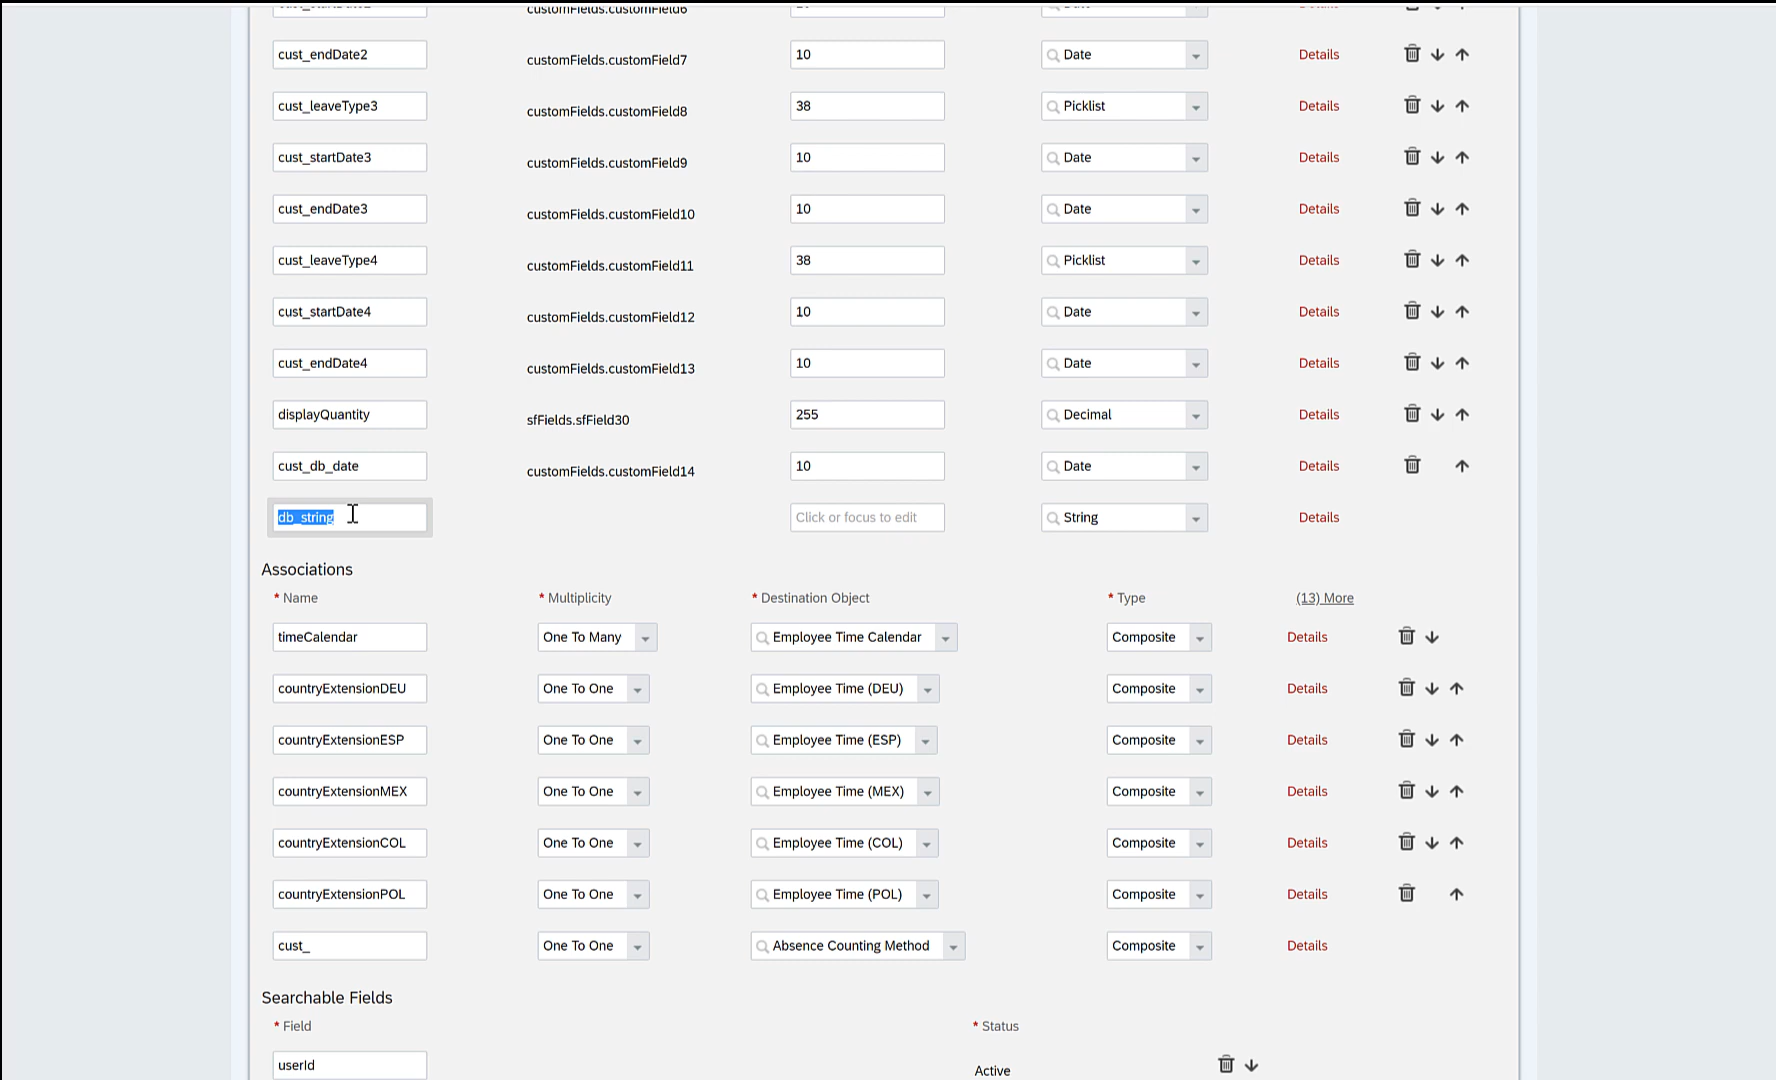 customFields.customField6
cust_endDate2 customFields.customField7 10 Date Details
cust_leaveType3 customFields.customField8 38 Picklist Details
cust_startDate3 customFields.customField9 10 Date Details
cust_endDate3 customFields.customField10 10 Date Details
cust_leaveType4 customFields.customField11 38 Picklist Details
cust_startDate4 customFields.customField12 10 Date Details
cust_endDate4 customFields.customField13 10 Date Details
displayQuantity sfFields.sfField30 255 Decimal Details
cust_db_date customFields.customField14 10 Date Details
db_string Click or focus to edit String Details
Associations
* Name * Multiplicity * Destination Object * Type (13) More
timeCalendar One To Many Employee Time Calendar Composite Details
countryExtensionDEU One To One Employee Time (DEU) Composite Details
countryExtensionESP One To One Employee Time (ESP) Composite Details
countryExtensionMEX One To One Employee Time (MEX) Composite Details
countryExtensionCOL One To One Employee Time (COL) Composite Details
countryExtensionPOL One To One Employee Time (POL) Composite Details
cust_ One To One Absence Counting Method Composite Details
Searchable Fields
* Field * Status
userId Active